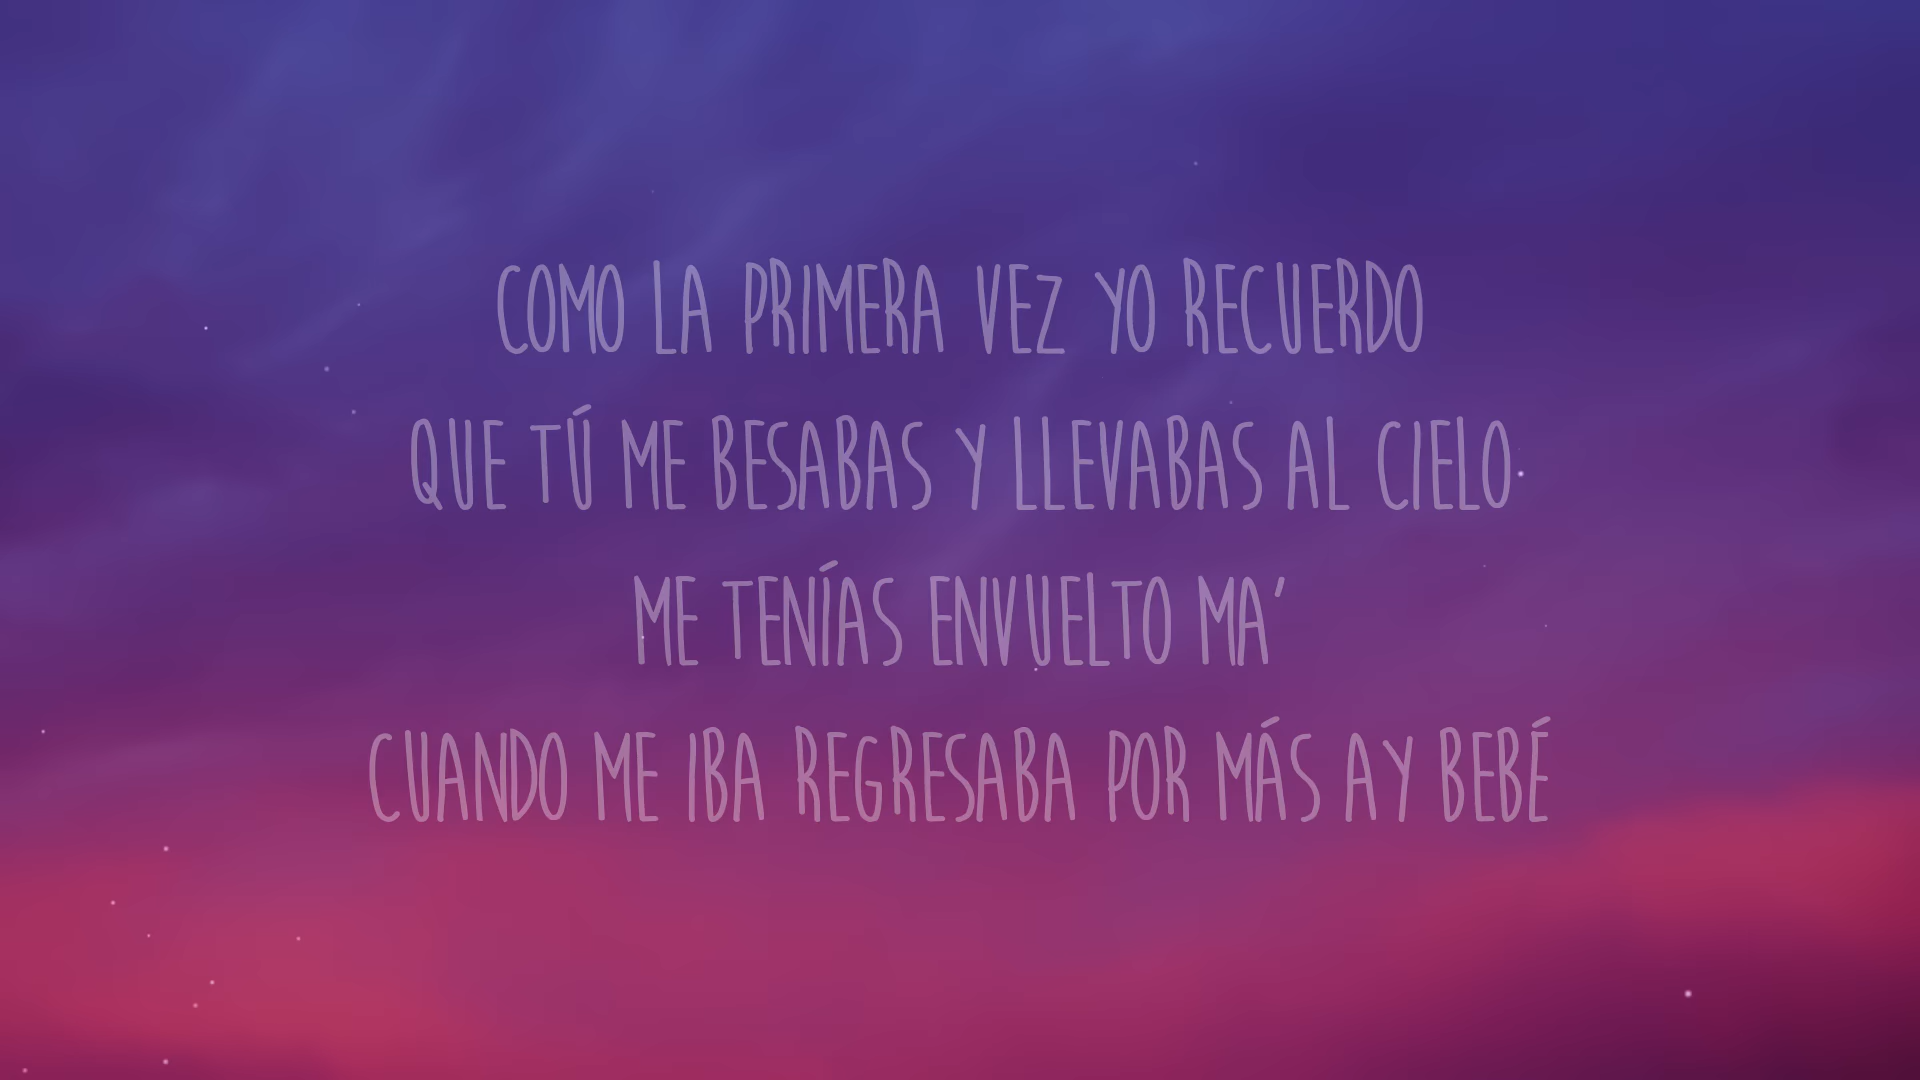 COMO LA PRIMERA VEZ YO RECUERDO
QUE TÚ ME BESABAS Y LLEVABAS AL CIELO
ME TENÍAS ENVUELTO MA'
CUANDO ME IBA REGRESABA POR MÁS AY BEBÉ